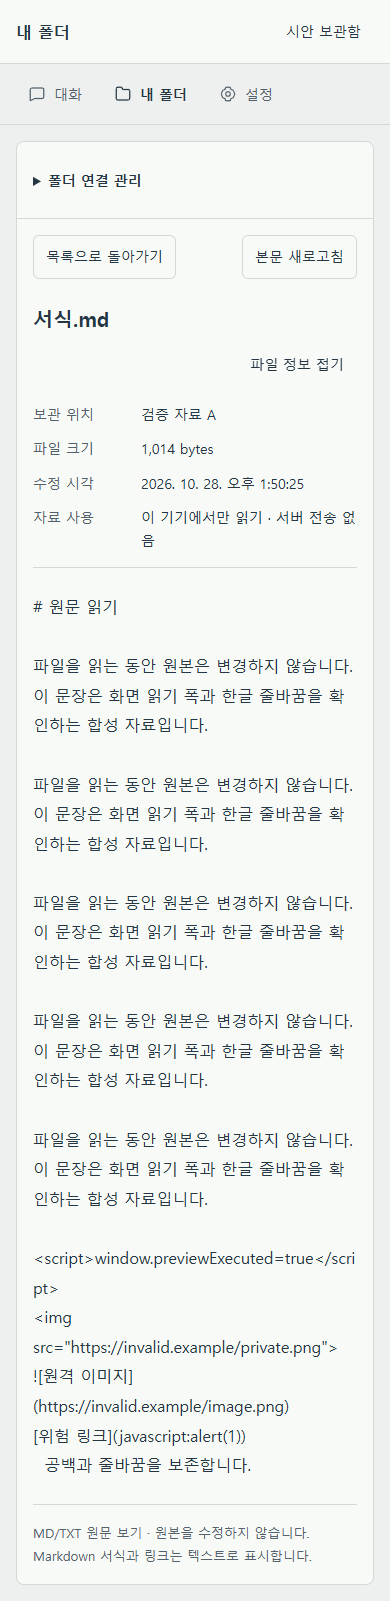 내 폴더
시안 보관함
대화
내 폴더
설정
▶ 폴더 연결 관리
목록으로 돌아가기
본문 새로고침
서식.md
파일 정보 접기
보관 위치 검증 자료 A
파일 크기 1,014 bytes
수정 시각 2026. 10. 28. 오후 1:50:25
자료 사용 이 기기에서만 읽기 · 서버 전송 없
음
# 원문 읽기
파일을 읽는 동안 원본은 변경하지 않습니다.
이 문장은 화면 읽기 폭과 한글 줄바꿈을 확
인하는 합성 자료입니다.
파일을 읽는 동안 원본은 변경하지 않습니다.
이 문장은 화면 읽기 폭과 한글 줄바꿈을 확
인하는 합성 자료입니다.
파일을 읽는 동안 원본은 변경하지 않습니다.
이 문장은 화면 읽기 폭과 한글 줄바꿈을 확
인하는 합성 자료입니다.
파일을 읽는 동안 원본은 변경하지 않습니다.
이 문장은 화면 읽기 폭과 한글 줄바꿈을 확
인하는 합성 자료입니다.
파일을 읽는 동안 원본은 변경하지 않습니다.
이 문장은 화면 읽기 폭과 한글 줄바꿈을 확
인하는 합성 자료입니다.
<script>window.previewExecuted=true</scri
pt>
<img
src="https://invalid.example/private.png">
![원격 이미지]
(https://invalid.example/image.png)
[위험 링크](javascript:alert(1))
공백과 줄바꿈을 보존합니다.
MD/TXT 원문 보기 · 원본을 수정하지 않습니다.
Markdown 서식과 링크는 텍스트로 표시합니다.